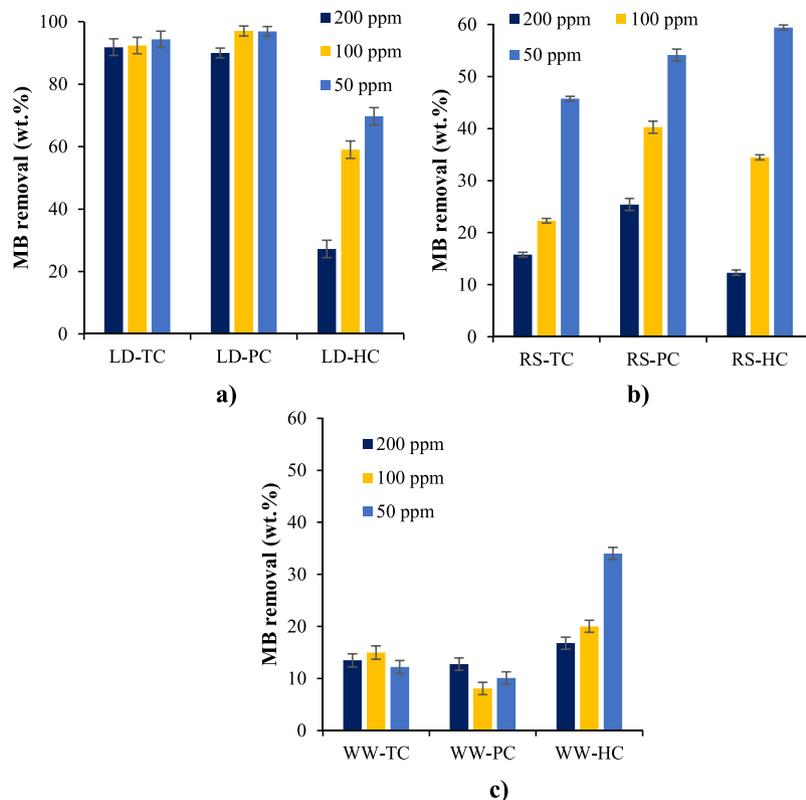 MB removal (wt.%)
100
80
60
40
20
0
200 ppm
100 ppm
50 ppm
LD-TC LD-PC LD-HC
a)
MB removal (wt.%)
60
50
40
30
20
10
0
200 ppm 100 ppm
50 ppm
RS-TC RS-PC RS-HC
b)
MB removal (wt.%)
60
50
40
30
20
10
0
200 ppm
100 ppm
50 ppm
WW-TC WW-PC WW-HC
c)